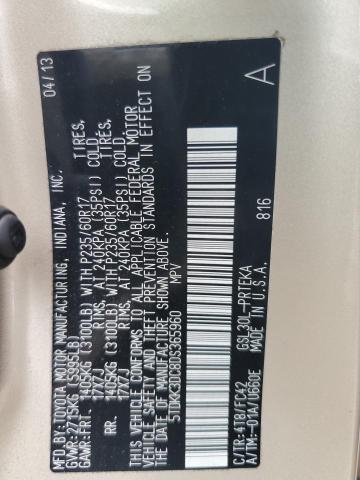 MFD.BY:TOYOTA MOTOR MANUFACTURING, INDIANA, INC. 04/13
GVWR:2715KG (5995LB)
GAWR:FRT. 1405KG (3100LB) WITH P235/60R17 TIRES,
17X7J RIMS, AT 240KPA (35PSI) COLD.
RR. 1405KG (3100LB) WITH P235/60R17 TIRES,
17X7J RIMS, AT 240KPA (35PSI) COLD.
THIS VEHICLE CONFORMS TO ALL APPLICABLE FEDERAL MOTOR
VEHICLE SAFETY AND THEFT PREVENTION STANDARDS IN EFFECT ON
THE DATE OF MANUFACTURE SHOWN ABOVE.
5TDKK3DC8DS365960 MPV
816
C/TR:4T8/FC42 GSL30L-PRTEKA A
A/TM:-01A/U660E MADE IN U.S.A.